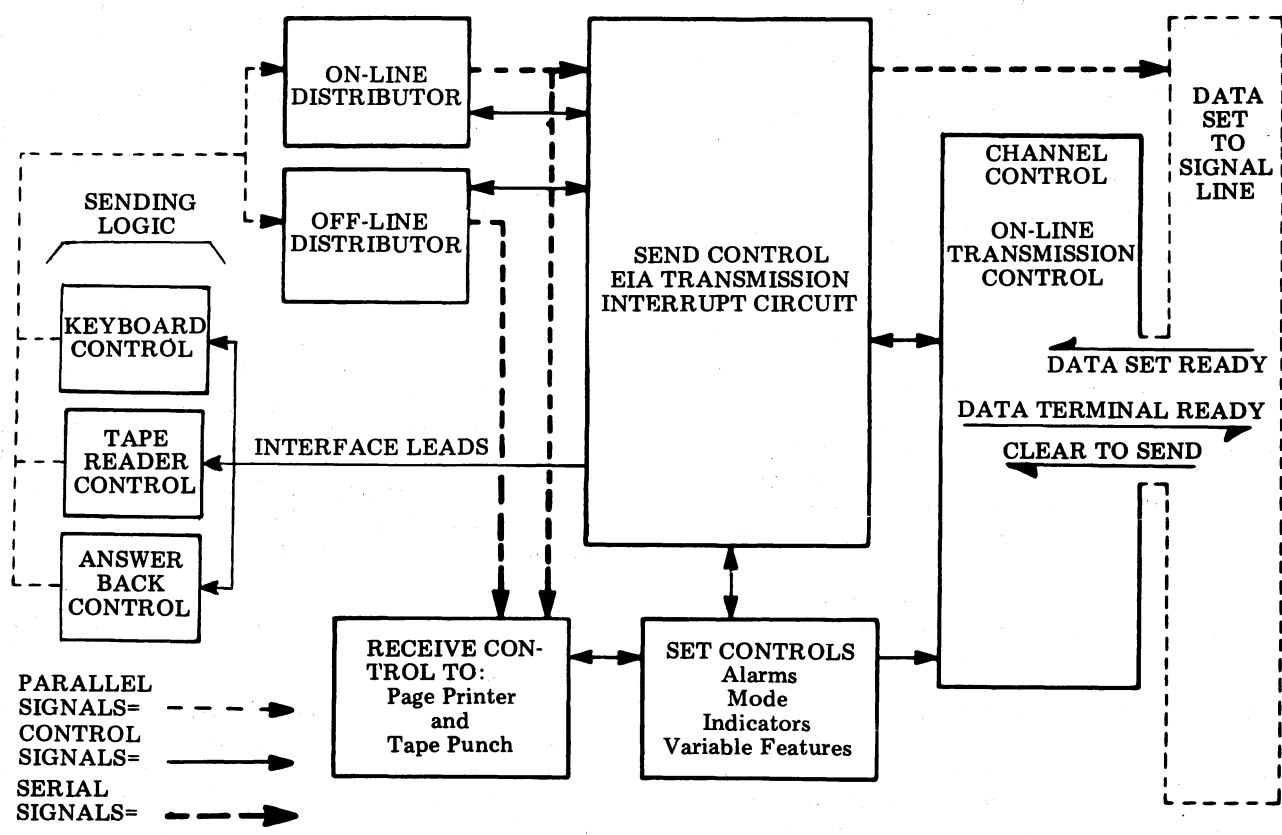 ON-LINE
DISTRIBUTOR
OFF-LINE
DISTRIBUTOR
SENDING
LOGIC
KEYBOARD
CONTROL
TAPE
READER
CONTROL
ANSWER
BACK
CONTROL
INTERFACE LEADS
SEND CONTROL
EIA TRANSMISSION
INTERRUPT CIRCUIT
CHANNEL
CONTROL
ON-LINE
TRANSMISSION
CONTROL
DATA
SET
TO
SIGNAL
LINE
DATA SET READY
DATA TERMINAL READY
CLEAR TO SEND
RECEIVE CON-
TROL TO:
Page Printer
and
Tape Punch
SET CONTROLS
Alarms
Mode
Indicators
Variable Features
PARALLEL
SIGNALS=
CONTROL
SIGNALS=
SERIAL
SIGNALS=